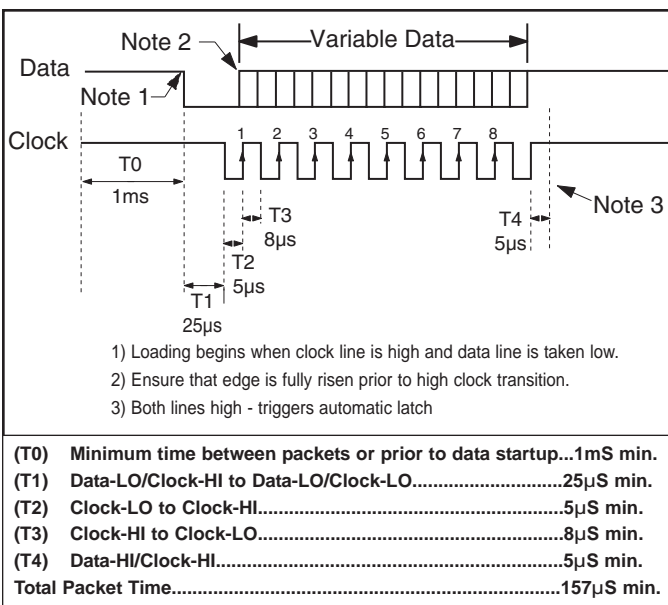 Note 2
Variable Data
Data
Note 1
Clock
1 2 3 4 5 6 7 8
T0
1ms
Note 3
T3
8µs
T4
5µs
T2
5µs
T1
25µs
1) Loading begins when clock line is high and data line is taken low.
2) Ensure that edge is fully risen prior to high clock transition.
3) Both lines high - triggers automatic latch
(T0) Minimum time between packets or prior to data startup...1mS min.
(T1) Data-LO/Clock-HI to Data-LO/Clock-LO..................................25µS min.
(T2) Clock-LO to Clock-HI...............................................................5µS min.
(T3) Clock-HI to Clock-LO...............................................................8µS min.
(T4) Data-HI/Clock-HI.......................................................................5µS min.
Total Packet Time................................................................................157µS min.